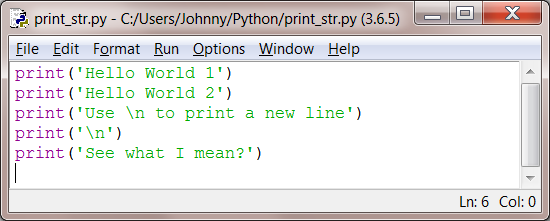 print_str.py - C:/Users/Johnny/Python/print_str.py (3.6.5)
File Edit Format Run Options Window Help
print('Hello World 1')
print('Hello World 2')
print('Use \n to print a new line')
print('\n')
print('See what I mean?')
Ln: 6 Col: 0